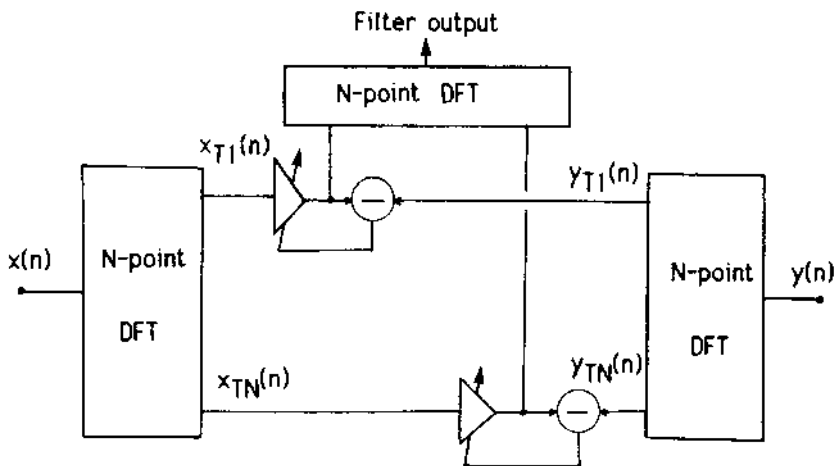 Filter output
N-point DFT
x_{T1}(n)
y_{T1}(n)
x(n)
N-point
DFT
N-point
DFT
y(n)
x_{TN}(n)
y_{TN}(n)